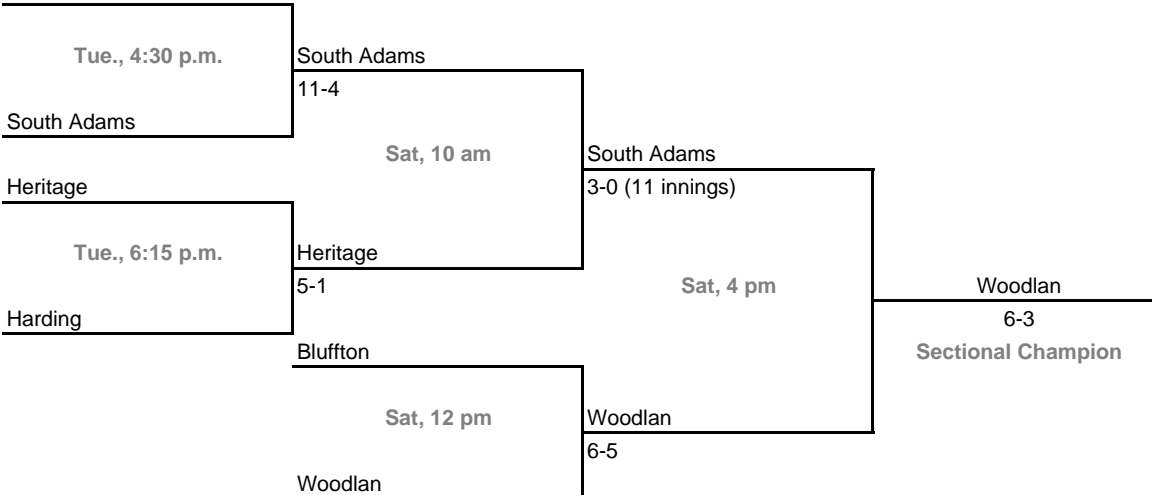 Tue., 4:30 p.m.
South Adams
11-4
South Adams
Sat, 10 am
South Adams
3-0 (11 innings)
Heritage
Tue., 6:15 p.m.
Heritage
5-1
Harding
Sat, 4 pm
Woodlan
6-3
Sectional Champion
Bluffton
Sat, 12 pm
Woodlan
6-5
Woodlan